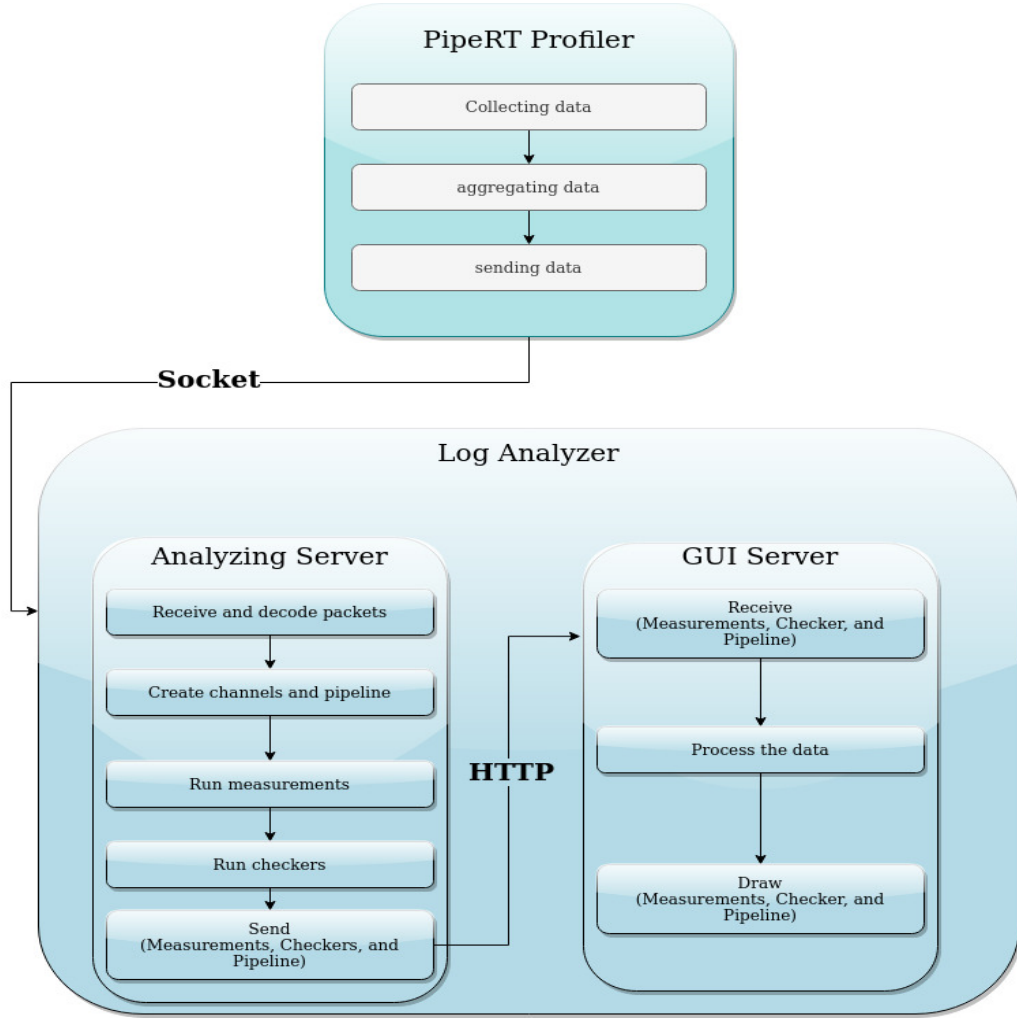 PipeRT Profiler
Collecting data
aggregating data
sending data
Socket
Log Analyzer
Analyzing Server
Receive and decode packets
Create channels and pipeline
Run measurements
Run checkers
Send
(Measurements, Checkers, and
Pipeline)
HTTP
GUI Server
Receive
(Measurements, Checker, and
Pipeline)
Process the data
Draw
(Measurements, Checker, and
Pipeline)